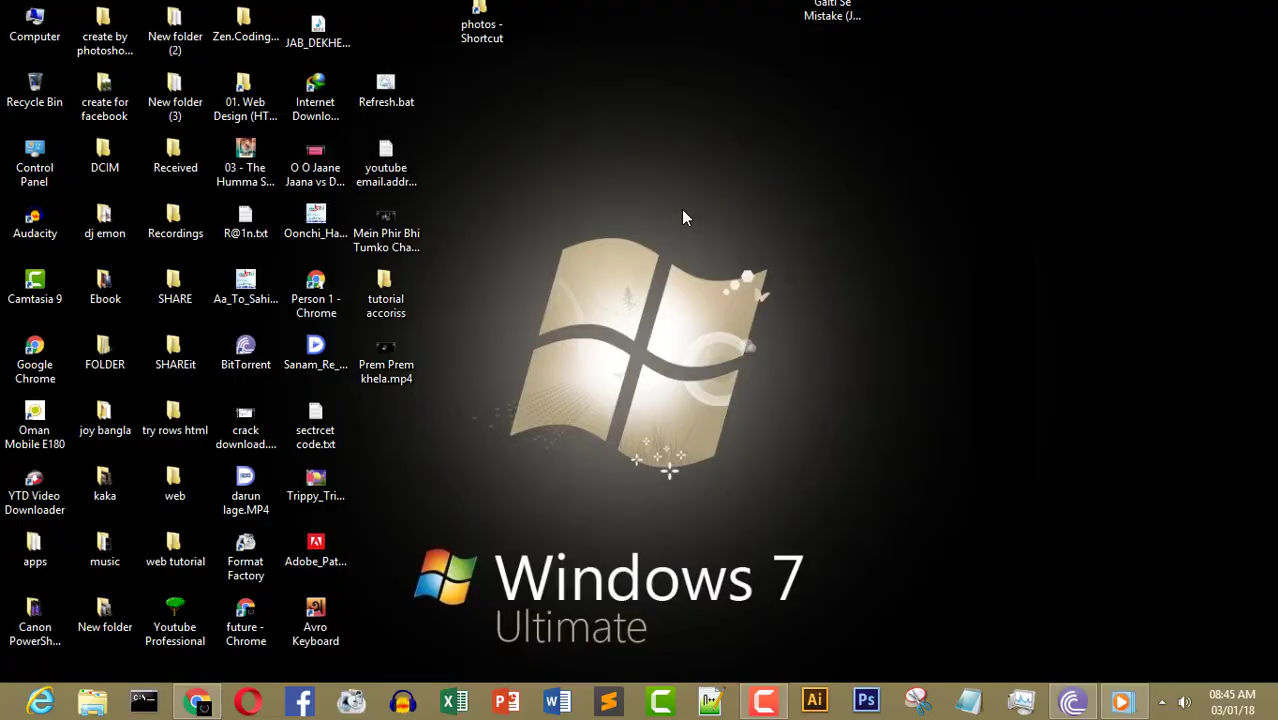 Computer
create by
photosho...
New folder
(2)
Zen.Coding...
JAB_DEKHE...
photos -
Shortcut
Gaiti Se
Mistake (J...
Recycle Bin
create for
facebook
New folder
(3)
01. Web
Design (HT...
Internet
Downlo...
Refresh.bat
Control
Panel
DCIM
Received
03 - The
Humma S...
O O Jaane
Jaana vs D...
youtube
email.addr...
Audacity
dj emon
Recordings
R@1n.txt
Oonchi_Ha...
Mein Phir Bhi
Tumko Cha...
Camtasia 9
Ebook
SHARE
Aa_To_Sahi...
Person 1 -
Chrome
tutorial
accoriss
Google
Chrome
FOLDER
SHAREit
BitTorrent
Sanam_Re_...
Prem Prem
khela.mp4
Oman
Mobile E180
joy bangla
try rows html
crack
download....
sectrcet
code.txt
YTD Video
Downloader
kaka
web
darun
lage.MP4
Trippy_Tri...
apps
music
web tutorial
Format
Factory
Adobe_Pat...
Canon
PowerSh...
New folder
Youtube
Professional
future -
Chrome
Avro
Keyboard
Windows 7
Ultimate
08:45 AM
03/01/18